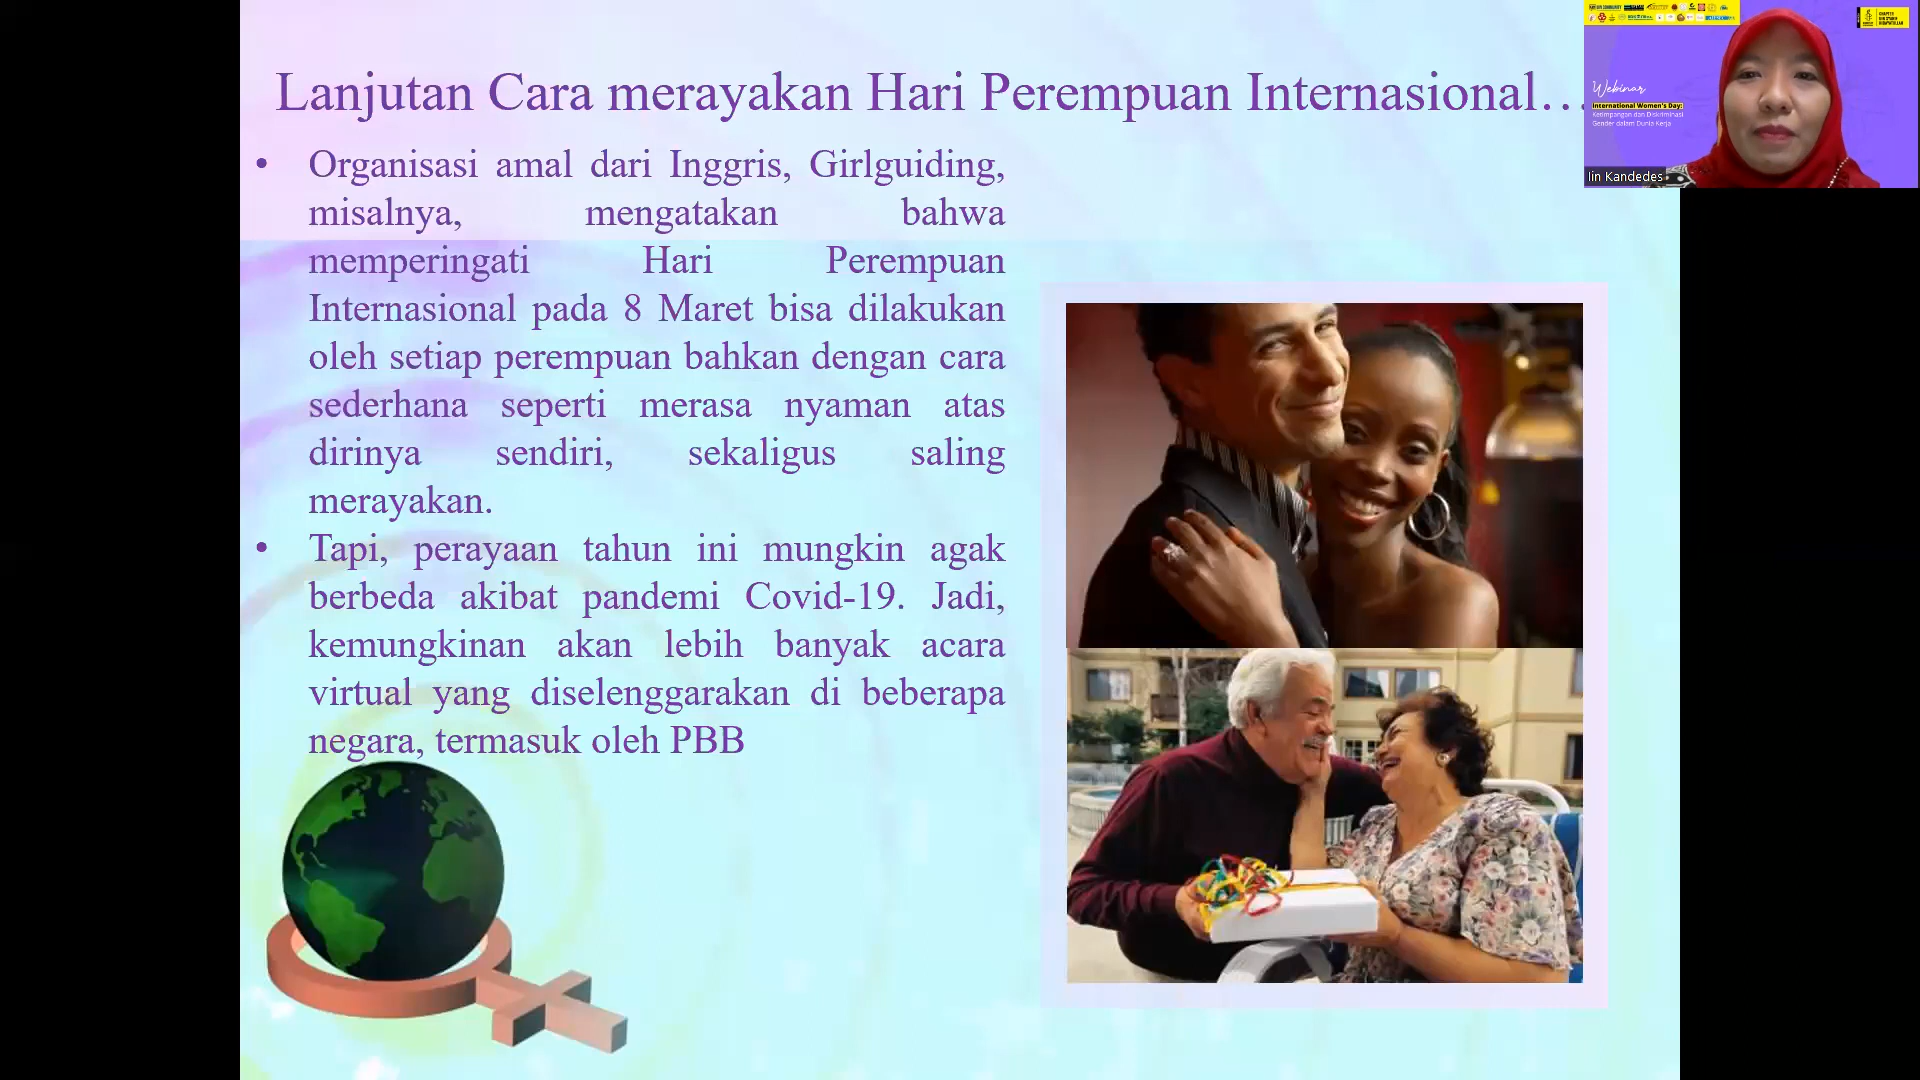 Lanjutan Cara merayakan Hari Perempuan Internasional…
• Organisasi amal dari Inggris, Girlguiding,
misalnya, mengatakan bahwa
memperingati Hari Perempuan
Internasional pada 8 Maret bisa dilakukan
oleh setiap perempuan bahkan dengan cara
sederhana seperti merasa nyaman atas
dirinya sendiri, sekaligus saling
merayakan.
• Tapi, perayaan tahun ini mungkin agak
berbeda akibat pandemi Covid-19. Jadi,
kemungkinan akan lebih banyak acara
virtual yang diselenggarakan di beberapa
negara, termasuk oleh PBB
Webinar
International Women's Day:
Ketimpangan dan Diskriminasi
Gender dalam Dunia Kerja
Iin Kandedes